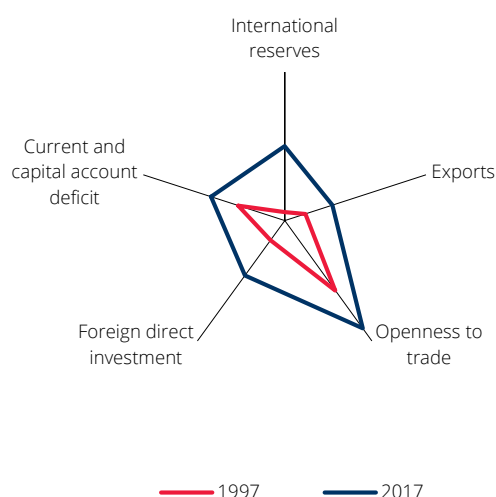 International
reserves
Current and
capital account
deficit
Exports
Foreign direct
investment
Openness to
trade
1997
2017